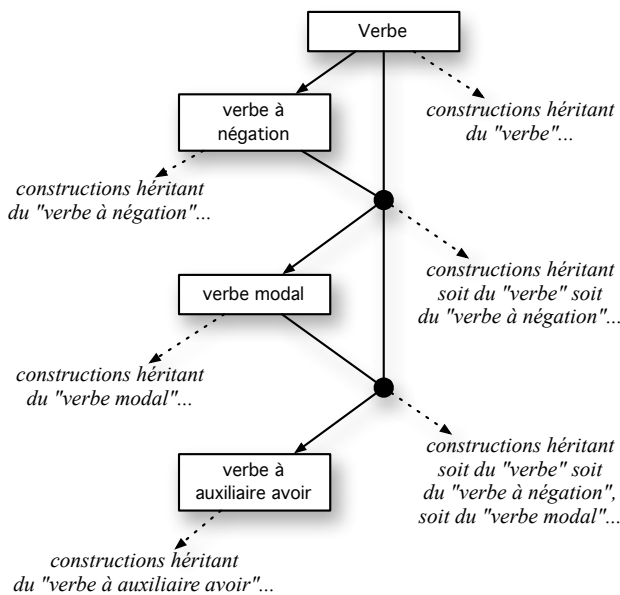 Verbe
verbe à
négation
constructions héritant
du "verbe"...
constructions héritant
du "verbe à négation"...
constructions héritant
soit du "verbe" soit
du "verbe à négation"...
verbe modal
constructions héritant
du "verbe modal"...
constructions héritant
soit du "verbe" soit
du "verbe à négation",
soit du "verbe modal"...
verbe à
auxiliaire avoir
constructions héritant
du "verbe à auxiliaire avoir"...